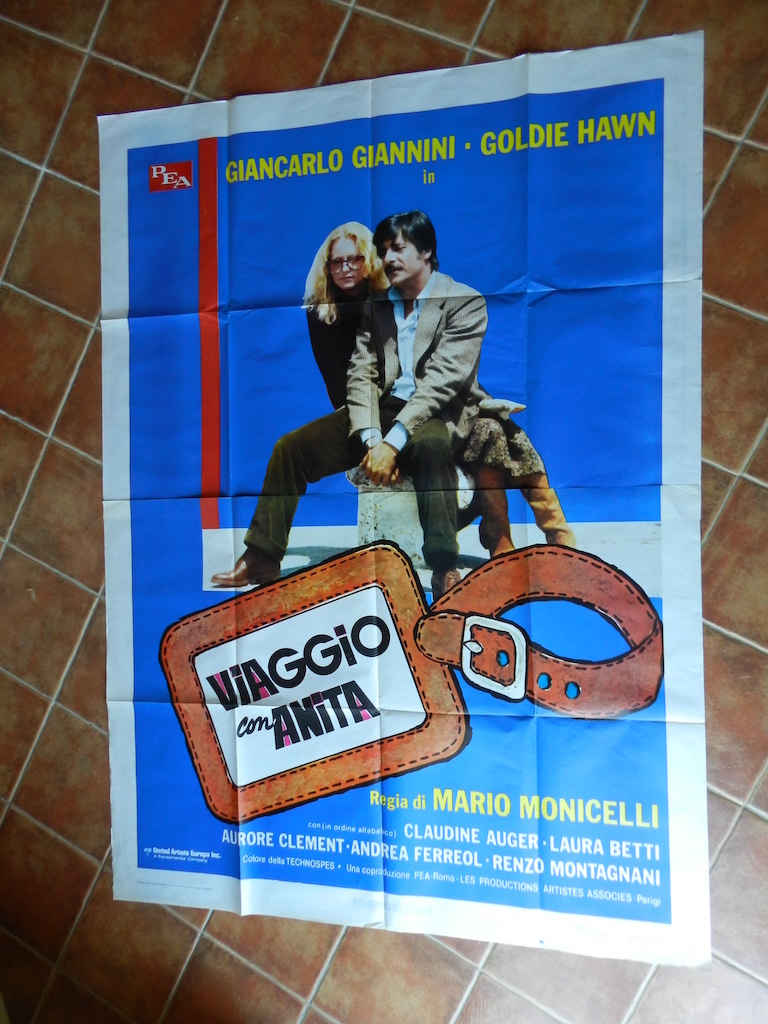 PEA
GIANCARLO GIANNINI · GOLDIE HAWN
in
VIAGGIO
con ANITA
Regia di MARIO MONICELLI
con (in ordine alfabetico) CLAUDINE AUGER · LAURA BETTI
AURORE CLEMENT · ANDREA FERREOL · RENZO MONTAGNANI
Colore della TECHNOSPES · Una coproduzione PEA-Roma - LES PRODUCTIONS ARTISTES ASSOCIES - Parigi
United Artists Europa Inc.
A Transamerica Company